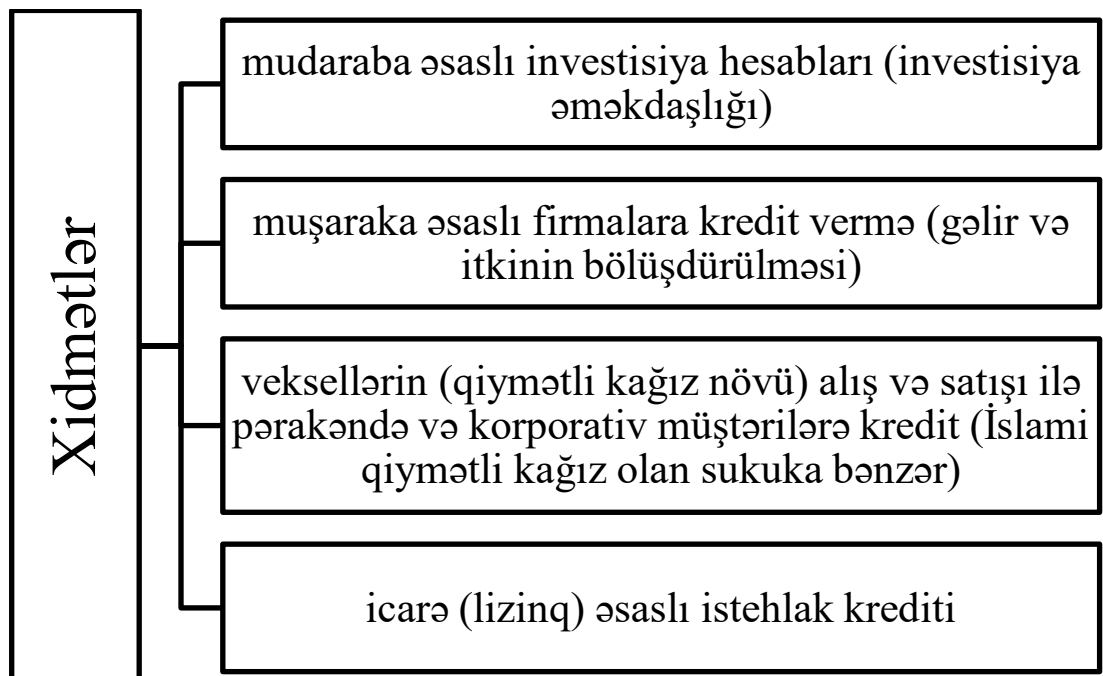 Xidmətlər
mudaraba əsaslı investisiya hesabları (investisiya
əməkdaşlığı)
muşaraka əsaslı firmalara kredit vermə (gəlir və
itkinin bölüşdürülməsi)
veksellərin (qiymətli kağız növü) alış və satışı ilə
pərakəndə və korporativ müştərilərə kredit (İslami
qiymətli kağız olan sukuka bənzər)
icarə (lizinq) əsaslı istehlak krediti